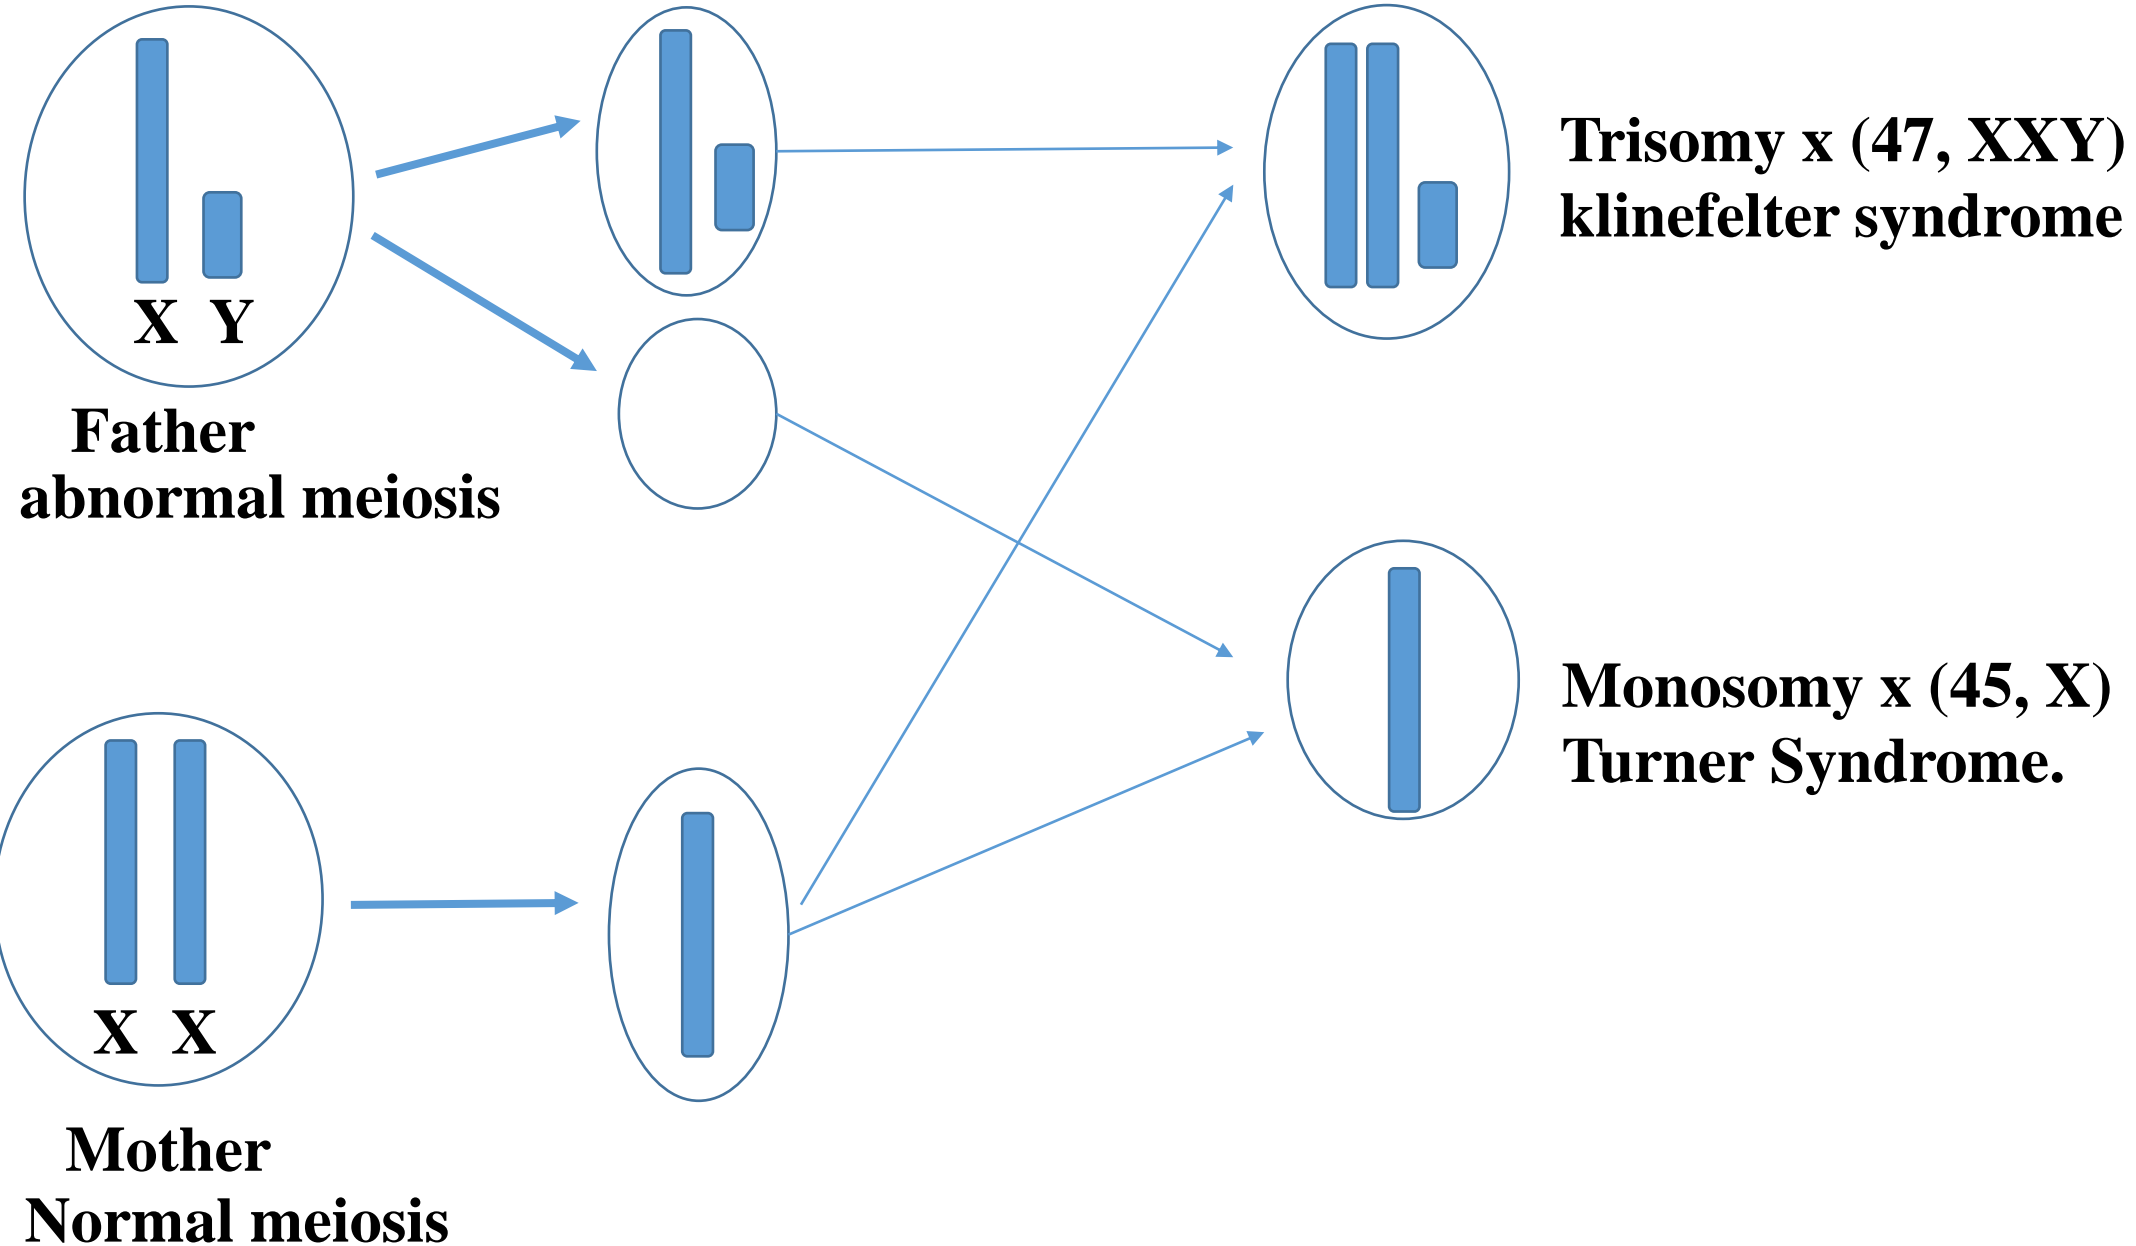 X Y
Father
abnormal meiosis
X X
Mother
Normal meiosis
Trisomy x (47, XXY)
klinefelter syndrome
Monosomy x (45, X)
Turner Syndrome.